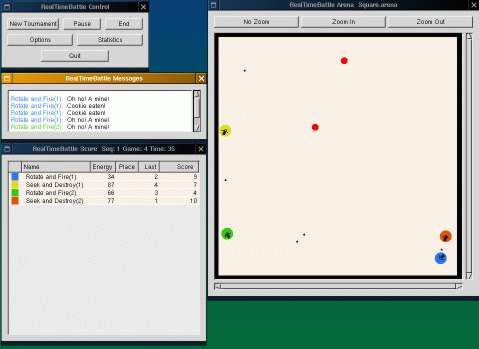 RealTimeBattle Control
New Tournament Pause End
Options Statistics
Quit
RealTimeBattle Messages
Rotate and Fire(1): Oh no! A mine!
Rotate and Fire(1): Cookie eaten!
Rotate and Fire(1): Cookie eaten!
Rotate and Fire(1): Oh no! A mine!
Rotate and Fire(2): Oh no! A mine!
RealTimeBattle Score Seq: 1 Game: 4 Time: 35
Name Energy Place Last Score
Rotate and Fire(1) 34 2 9
Seek and Destroy(1) 87 4 7
Rotate and Fire(2) 66 3 4
Seek and Destroy(2) 77 1 10
RealTimeBattle Arena Square.arena
No Zoom Zoom In Zoom Out